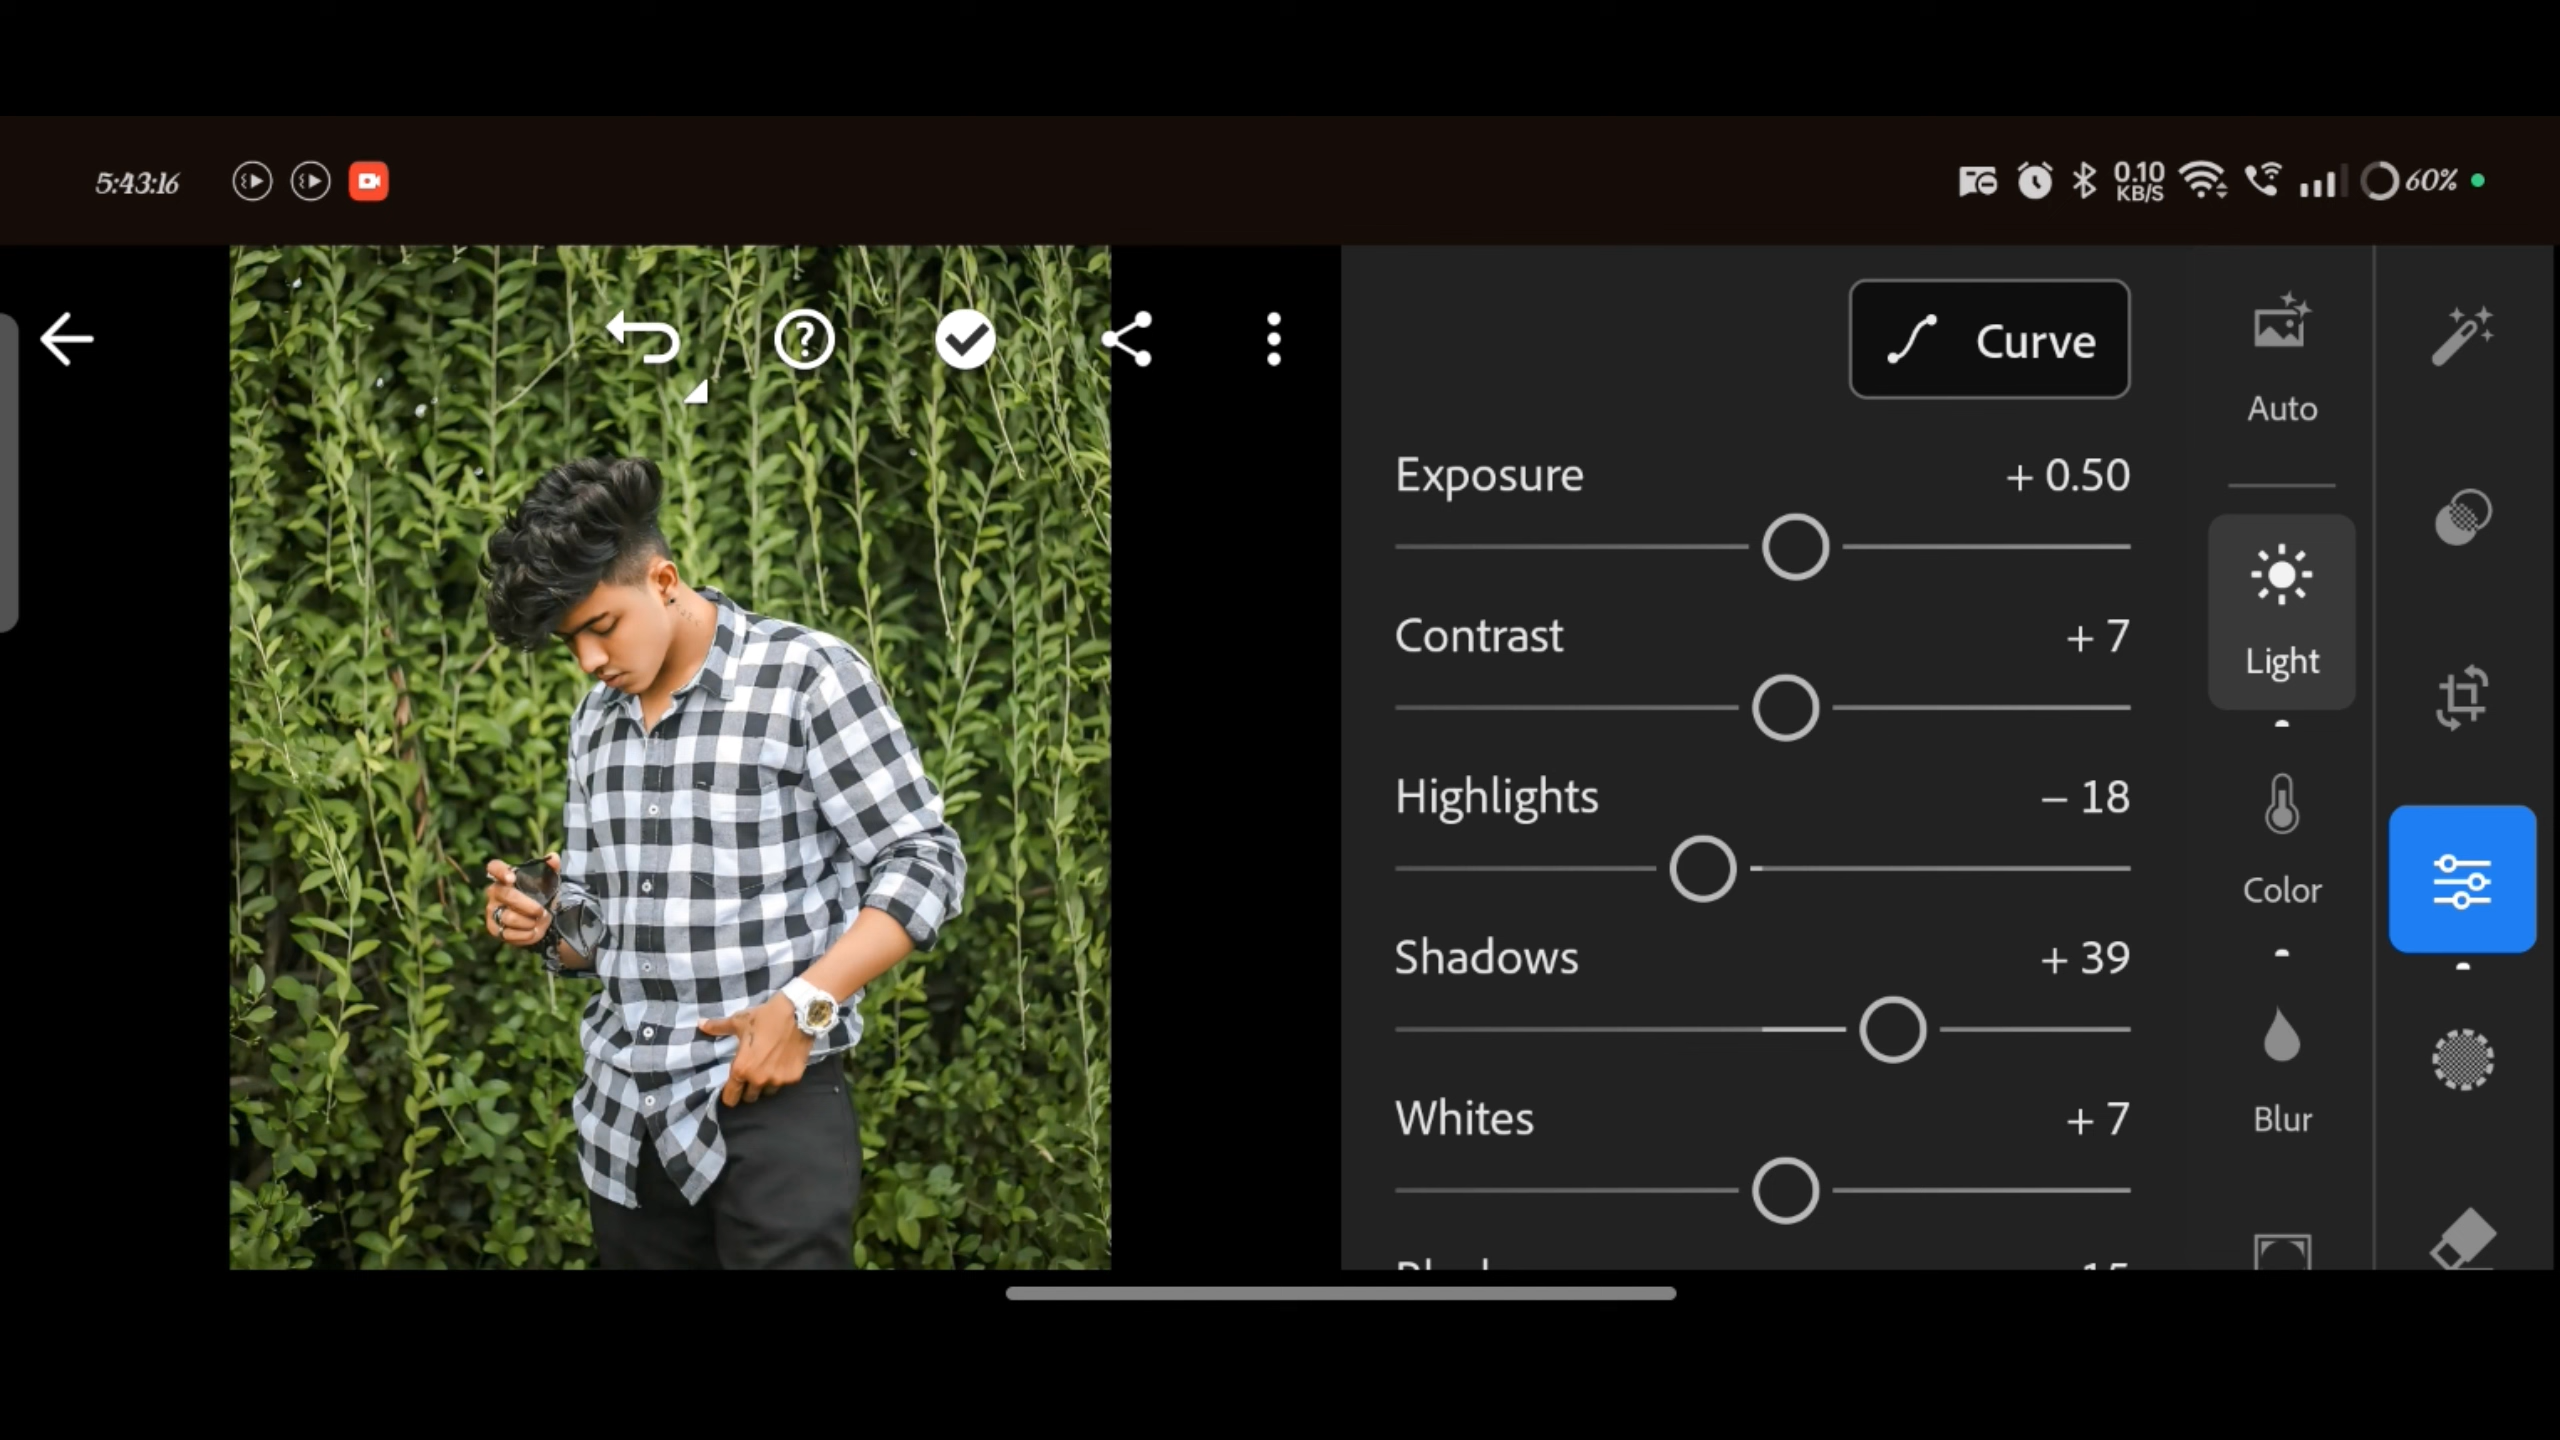 5:43:16
0.10
KB/S
60%
Curve
Auto
Exposure + 0.50
Contrast + 7
Light
Highlights – 18
Color
Shadows + 39
Whites + 7
Blur